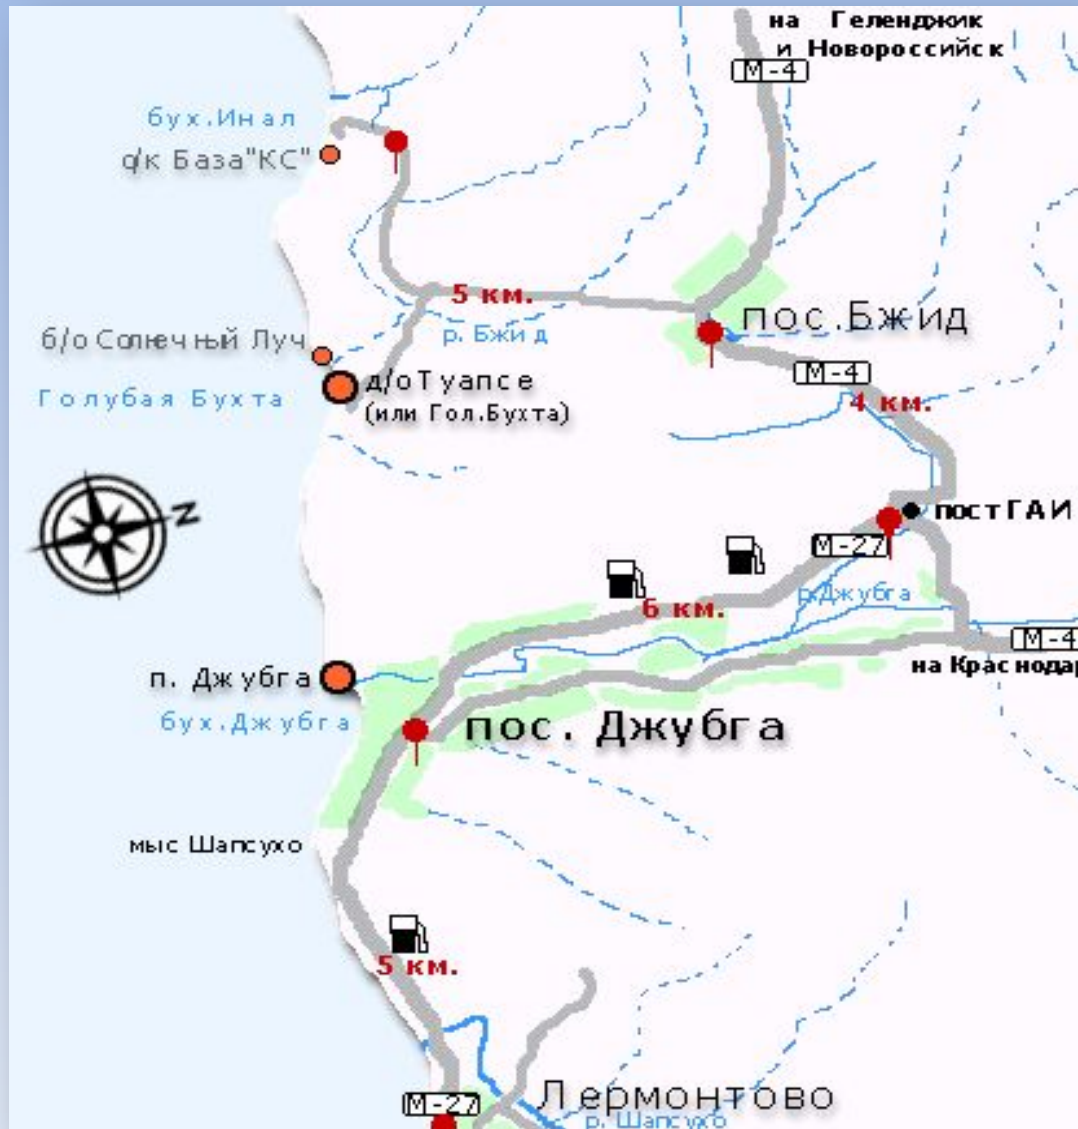 на Геленджик
и Новороссийск
М-4
бух.Инал
д/к База"КС"
5 км.
пос.Бжид
р. Бжид
б/о Солнечный Луч
М-4
д/о Туапсе
Голубая Бухта
4 км.
(или Гол.Бухта)
N
пост ГАИ
М-27
р.Джубга
6 км.
М-4
на Краснодар
п. Джубга
бух.Джубга
пос. Джубга
мыс Шапсухо
5 км.
Лермонтово
М-27
р. Шапсухо